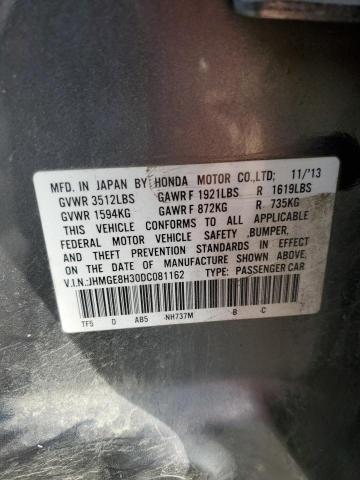 MFD. IN JAPAN BY HONDA MOTOR CO.,LTD; 11/'13
GVWR 3512LBS GAWR F 1921LBS R 1619LBS
GVWR 1594KG GAWR F 872KG R 735KG
THIS VEHICLE CONFORMS TO ALL APPLICABLE
FEDERAL MOTOR VEHICLE SAFETY ,BUMPER,
AND THEFT PREVENTION STANDARDS IN EFFECT
ON THE DATE OF MANUFACTURE SHOWN ABOVE.
V.I.N.:JHMGE8H30DC081162 TYPE: PASSENGER CAR
TF5 D ABS -NH737M -B -C